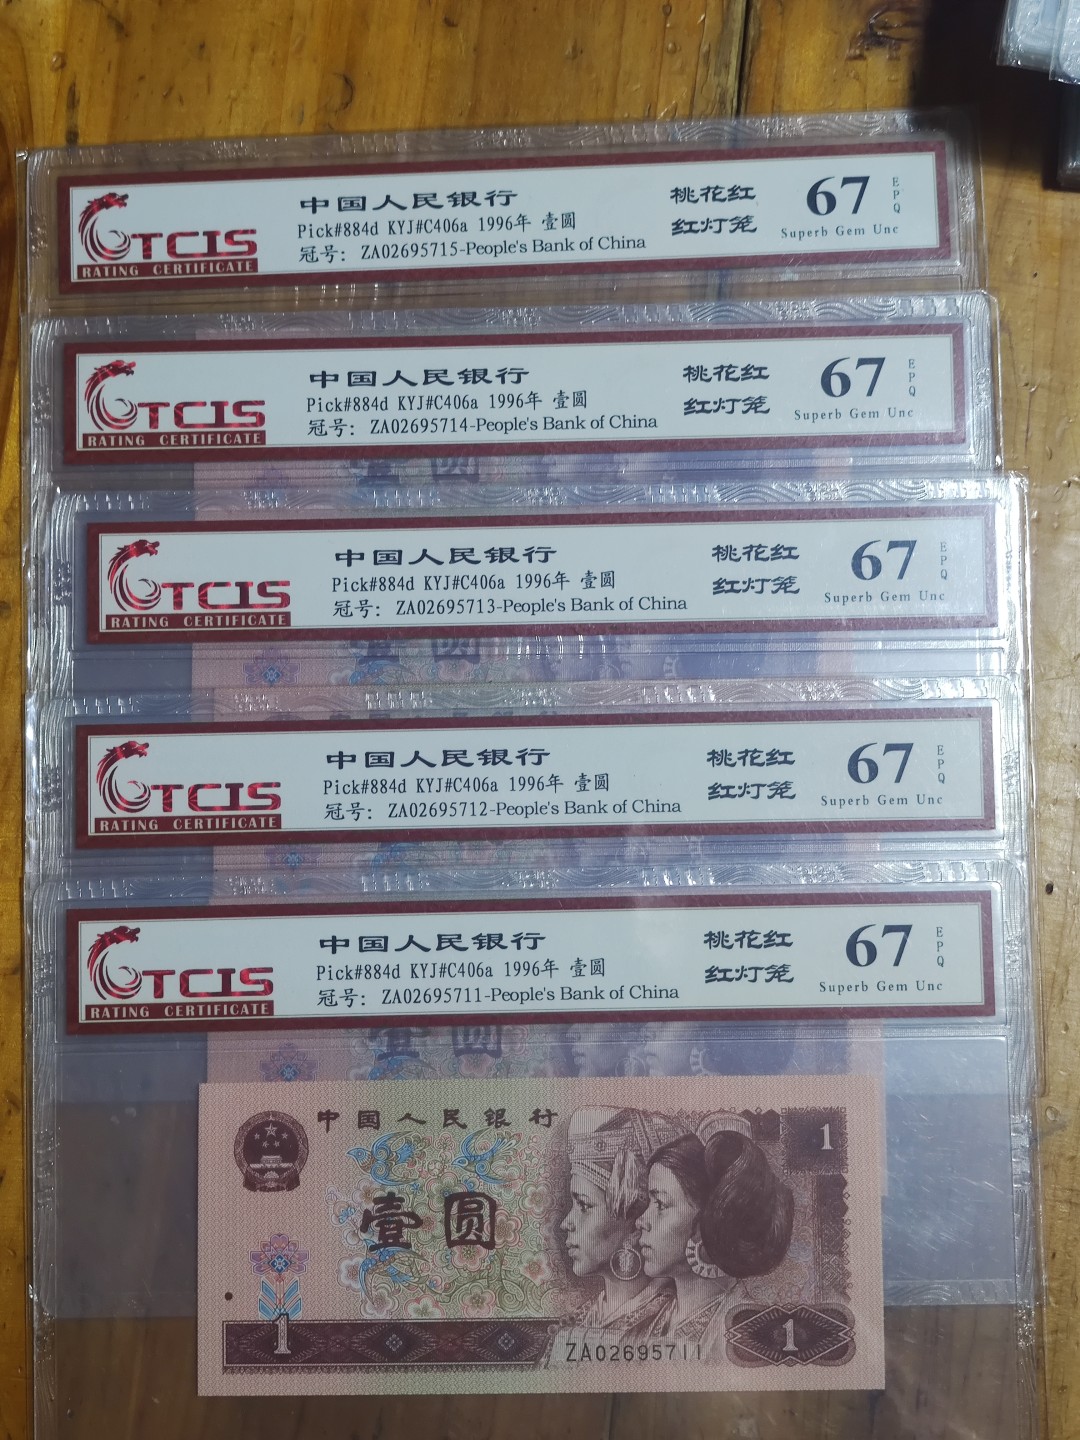 中国人民银行
桃花红
67
EPQ
Pick#884d KYJ#C406a 1996年 壹圆
红灯笼
Superb Gem Unc
TCIS
冠号: ZA02695715-People's Bank of China
RATING CERTIFICATE
中国人民银行
桃花红
67
EPQ
Pick#884d KYJ#C406a 1996年 壹圆
红灯笼
Superb Gem Unc
TCIS
冠号: ZA02695714-People's Bank of China
RATING CERTIFICATE
壹圆
中国人民银行
桃花红
67
EPQ
Pick#884d KYJ#C406a 1996年 壹圆
红灯笼
Superb Gem Unc
TCIS
冠号: ZA02695713-People's Bank of China
RATING CERTIFICATE
壹圆
中国人民银行
桃花红
67
EPQ
Pick#884d KYJ#C406a 1996年 壹圆
红灯笼
Superb Gem Unc
TCIS
冠号: ZA02695712-People's Bank of China
RATING CERTIFICATE
中国人民银行
桃花红
67
EPQ
Pick#884d KYJ#C406a 1996年 壹圆
红灯笼
Superb Gem Unc
TCIS
冠号: ZA02695711-People's Bank of China
RATING CERTIFICATE
壹圆
中国人民银行
1
壹圆
1
1
ZA02695711